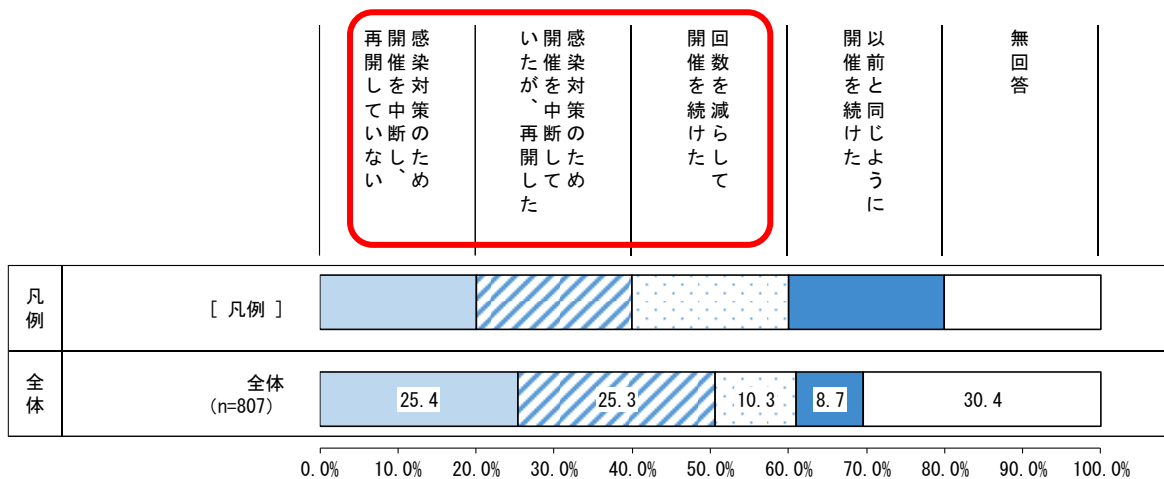 感染対策のため
開催を中断し、
再開していない
感染対策のため
開催を中断して
いたが、再開した
回数を減らして
開催を続けた
以前と同じように
開催を続けた
無回答
凡例
[ 凡例 ]
全体
全体
(n=807)
25.4
25.3
10.3
8.7
30.4
0.0% 10.0% 20.0% 30.0% 40.0% 50.0% 60.0% 70.0% 80.0% 90.0% 100.0%